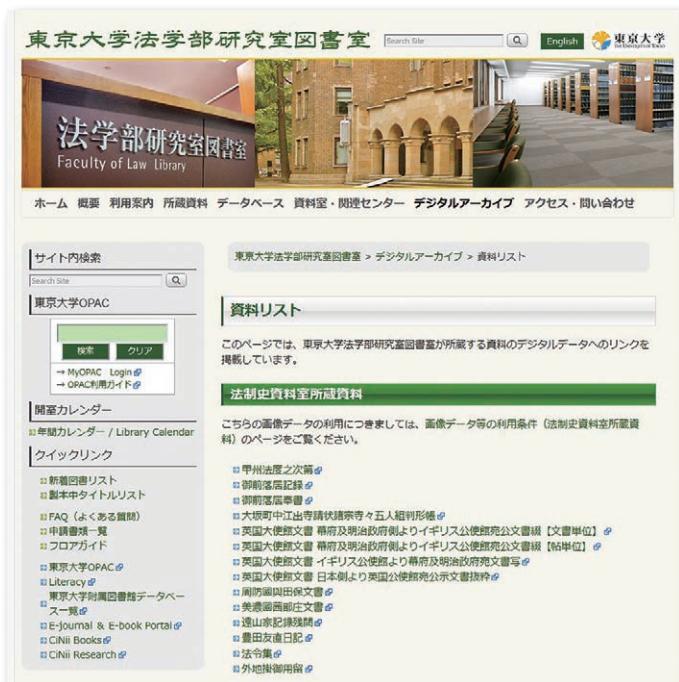 東京大学法学部研究室図書室
Search Site
English
東京大学
The University of Tokyo
法学部研究室図書室
Faculty of Law Library
ホーム 概要 利用案内 所蔵資料 データベース 資料室・関連センター デジタルアーカイブ アクセス・問い合わせ
サイト内検索
Search Site
東京大学OPAC
検索 クリア
→ MyOPAC Login
→ OPAC利用ガイド
開室カレンダー
年間カレンダー / Library Calendar
クイックリンク
新着図書リスト
製本中タイトルリスト
FAQ（よくある質問）
申請書類一覧
フロアガイド
東京大学OPAC
Literacy
東京大学附属図書館データベー
ス一覧
E-journal & E-book Portal
CiNii Books
CiNii Research
東京大学法学部研究室図書室 > デジタルアーカイブ > 資料リスト
資料リスト
このページでは、東京大学法学部研究室図書室が所蔵する資料のデジタルデータへのリンクを
掲載しています。
法制史資料室所蔵資料
こちらの画像データの利用につきましては、画像データ等の利用条件（法制史資料室所蔵資
料）のページをご覧ください。
甲州法度之次第
御前落居記録
御前落居奉書
大坂町中江出寺請状諸宗寺々五人組判形帳
英国大使館文書 幕府及明治政府側よりイギリス公使館宛公文書綴【文書単位】
英国大使館文書 幕府及明治政府側よりイギリス公使館宛公文書綴【帖単位】
英国大使館文書 イギリス公使館より幕府及明治政府宛文書写
英国大使館文書 日本側より英国公使館宛公示文書抜粋
周防國與田保文書
美濃國茜部庄文書
遠山家記録残闕
豊田友直日記
法令集
外地掛御用留